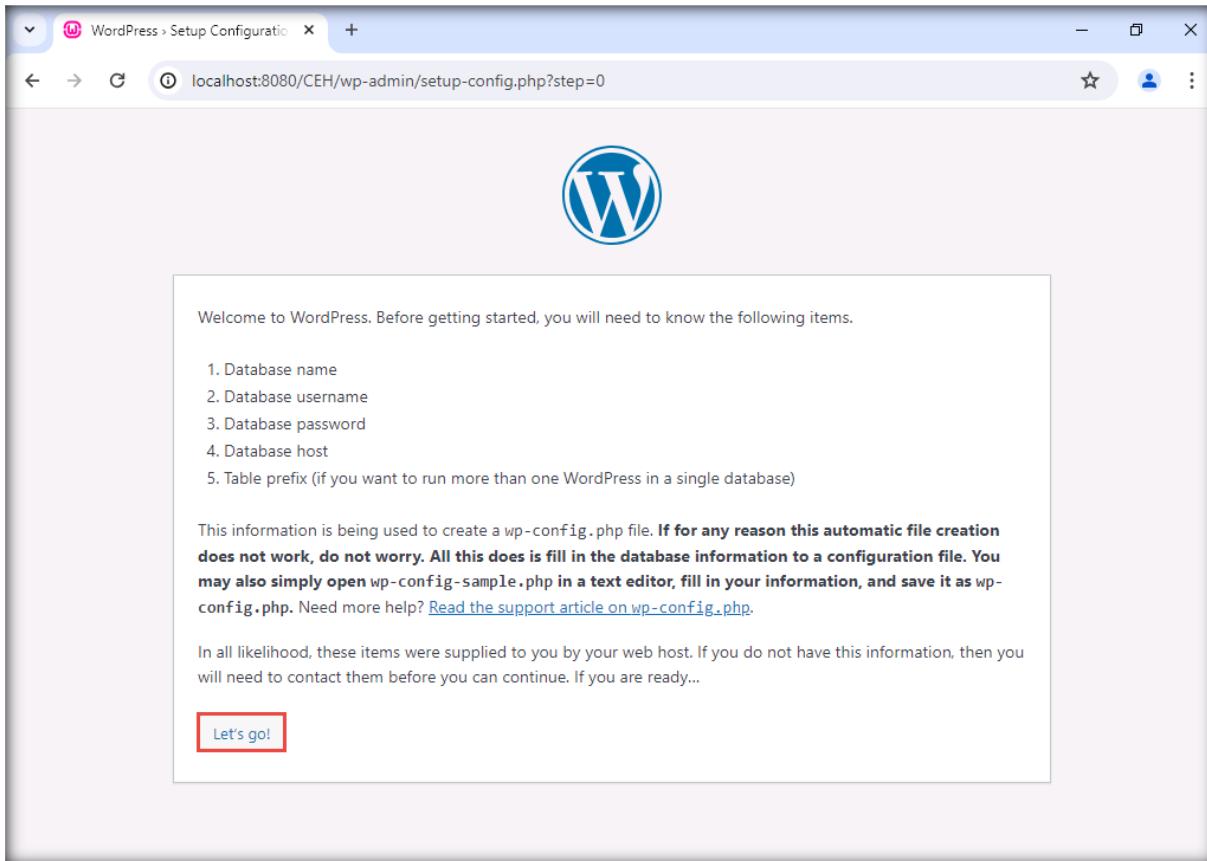 WordPress › Setup Configuratio
localhost:8080/CEH/wp-admin/setup-config.php?step=0
Welcome to WordPress. Before getting started, you will need to know the following items.
1. Database name
2. Database username
3. Database password
4. Database host
5. Table prefix (if you want to run more than one WordPress in a single database)
This information is being used to create a wp-config.php file. If for any reason this automatic file creation
does not work, do not worry. All this does is fill in the database information to a configuration file. You
may also simply open wp-config-sample.php in a text editor, fill in your information, and save it as wp-
config.php. Need more help? Read the support article on wp-config.php.
In all likelihood, these items were supplied to you by your web host. If you do not have this information, then you
will need to contact them before you can continue. If you are ready...
Let's go!